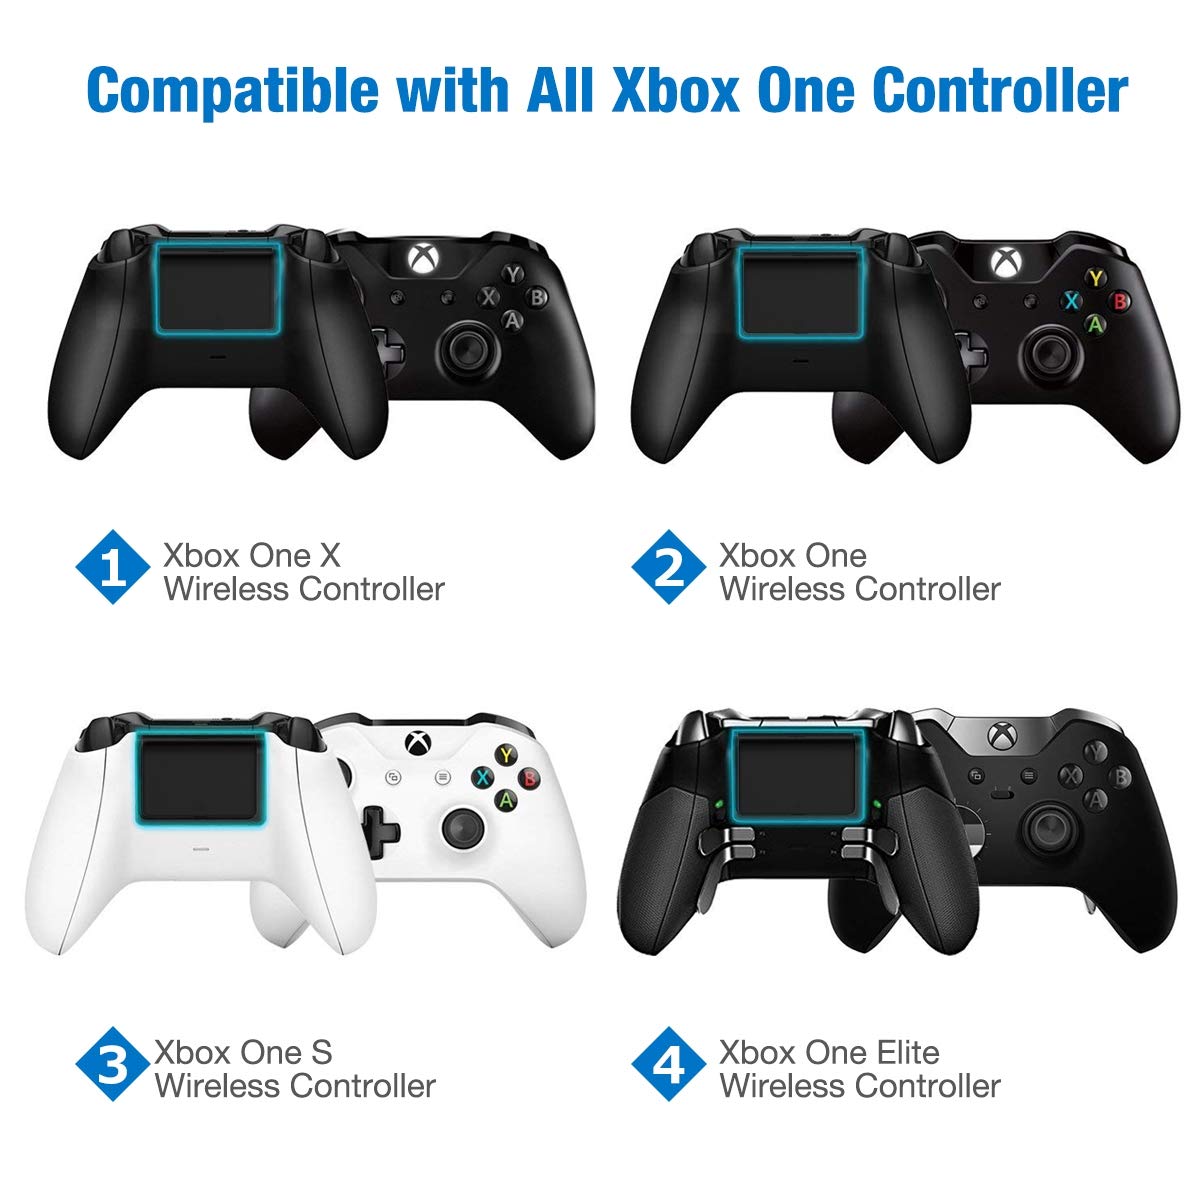 Compatible with All Xbox One Controller
Y
X B
A
Y
X B
A
1 Xbox One X
Wireless Controller
2 Xbox One
Wireless Controller
Y
X B
A
Y
X B
A
3 Xbox One S
Wireless Controller
4 Xbox One Elite
Wireless Controller